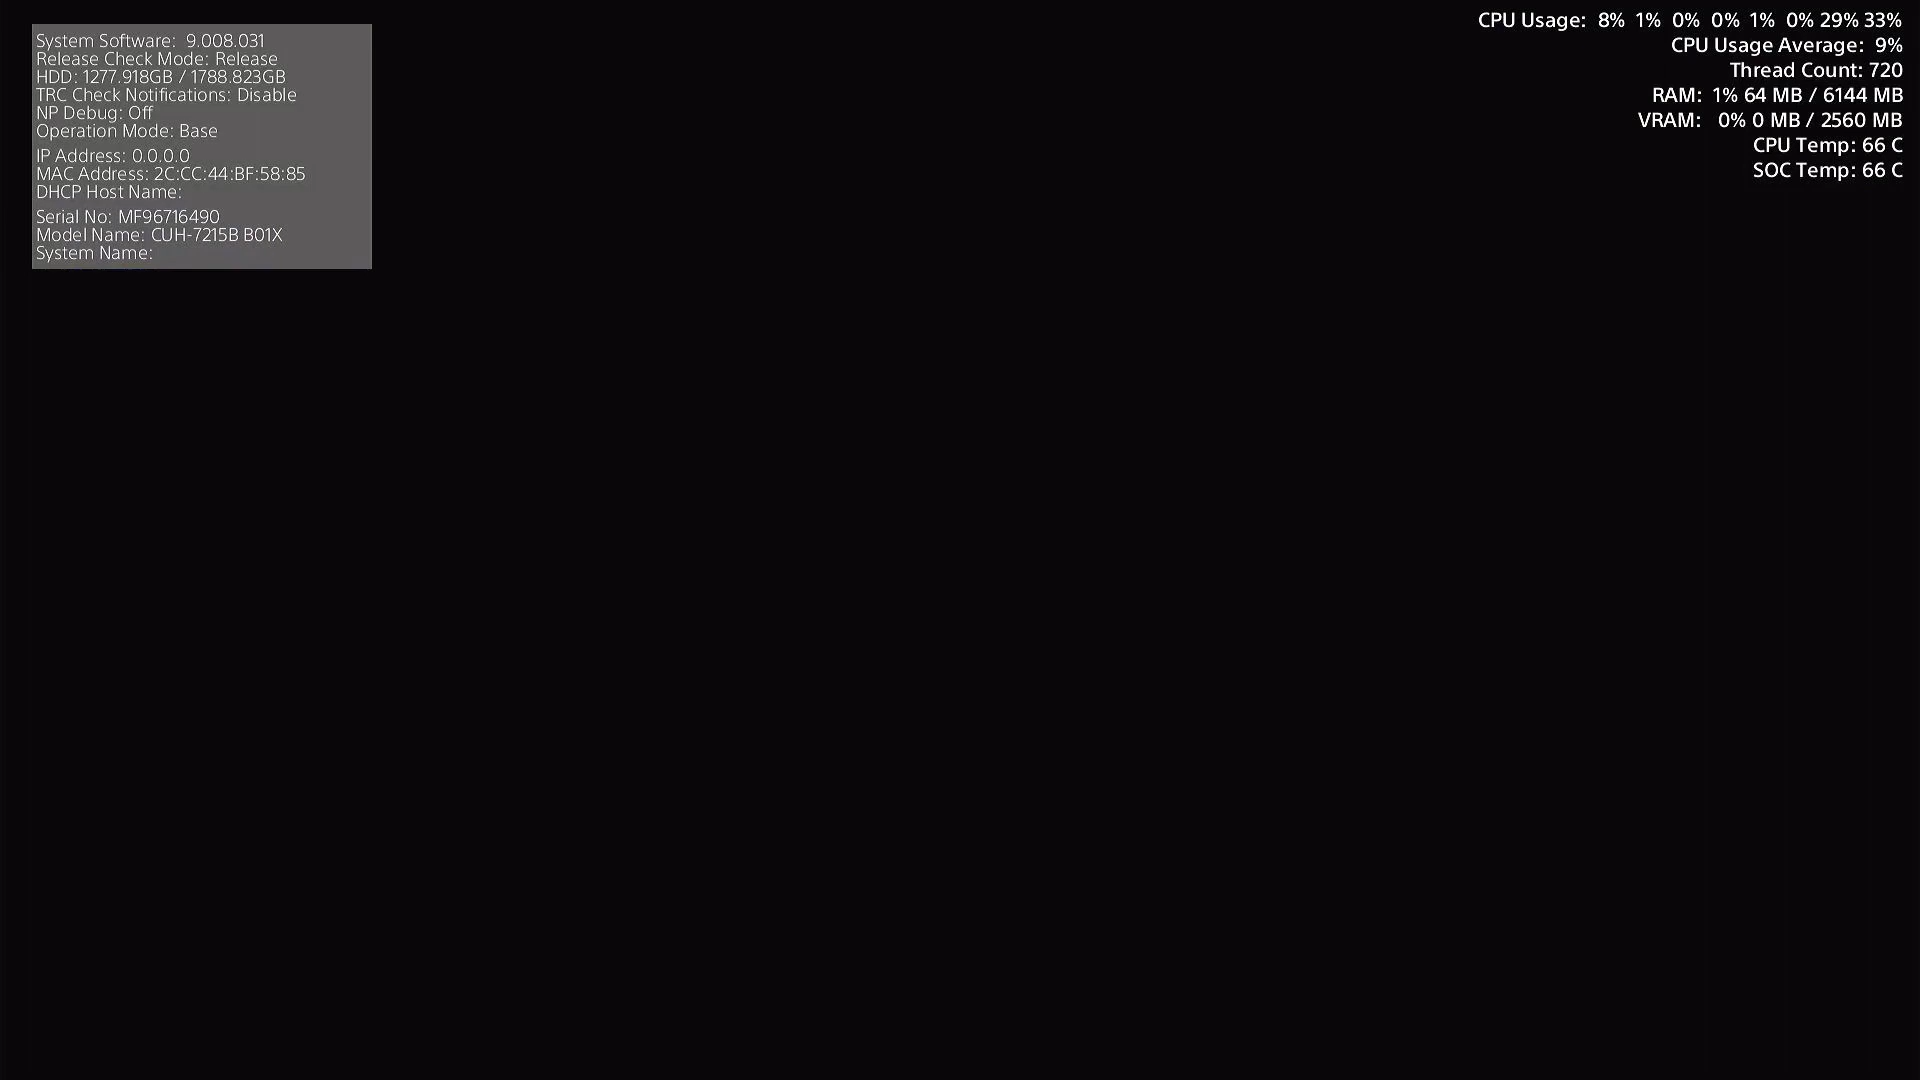 System Software:  9.008.031
Release Check Mode: Release
HDD: 1277.918GB / 1788.823GB
TRC Check Notifications: Disable
NP Debug: Off
Operation Mode: Base
IP Address: 0.0.0.0
MAC Address: 2C:CC:44:BF:58:85
DHCP Host Name:
Serial No: MF96716490
Model Name: CUH-7215B B01X
System Name:
CPU Usage:  8%  1%  0%  0%  1%  0% 29% 33%
CPU Usage Average:  9%
Thread Count: 720
RAM:  1% 64 MB / 6144 MB
VRAM:   0% 0 MB / 2560 MB
CPU Temp: 66 C
SOC Temp: 66 C